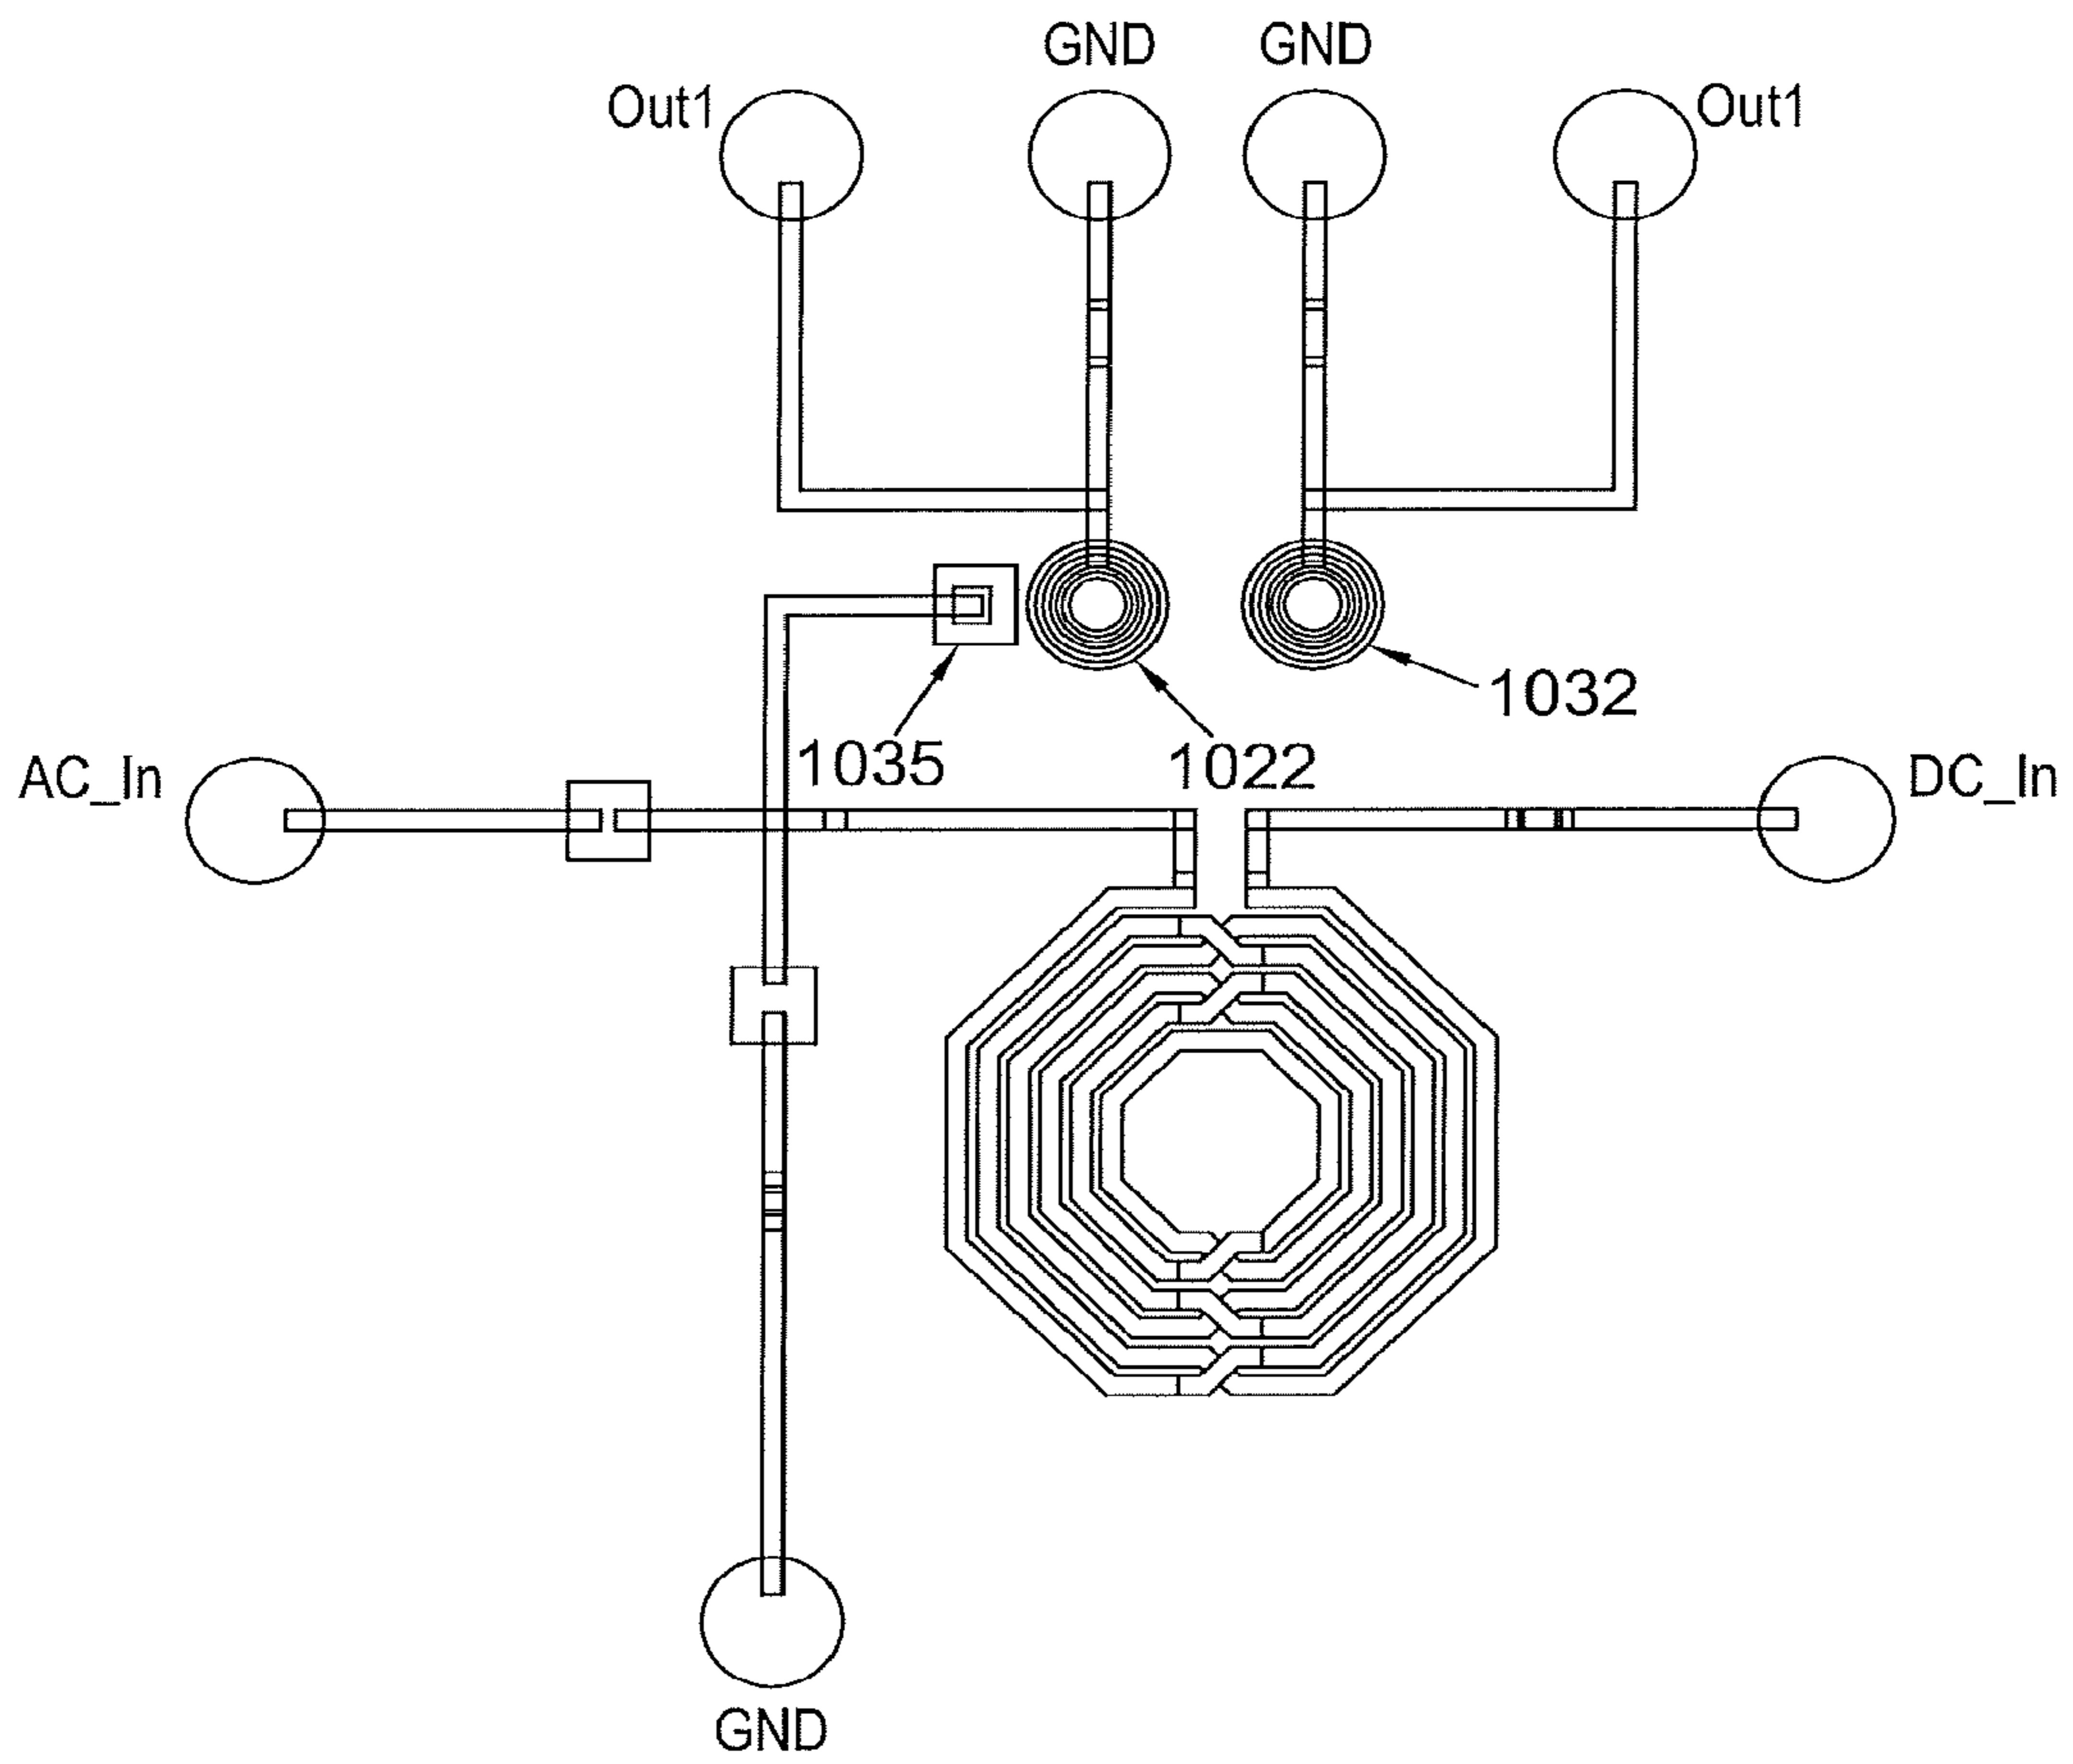 GND GND
Out1 Out1
1032
1035 1022
AC_In DC_In
GND